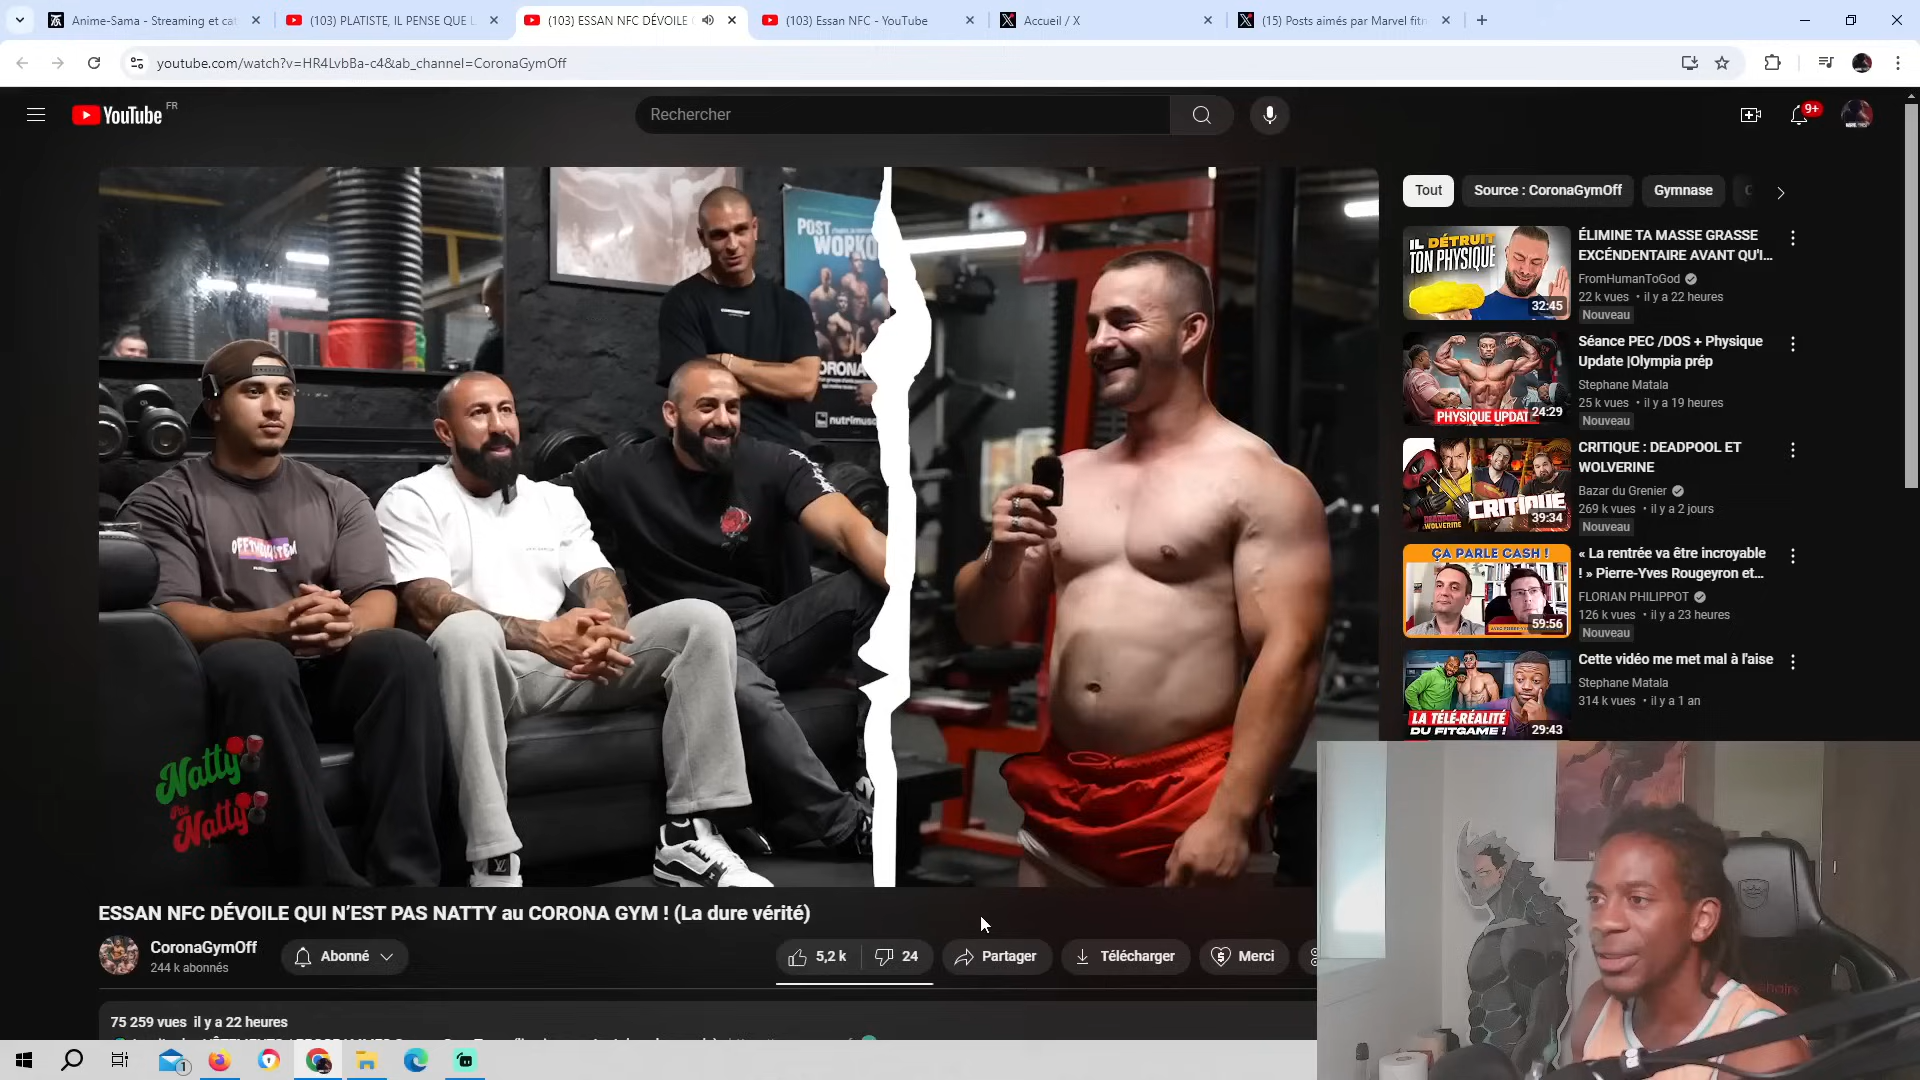 Anime-Sama - Streaming et cat
(103) PLATISTE, IL PENSE QUE L
(103) ESSAN NFC DÉVOILE
(103) Essan NFC - YouTube
Accueil / X
(15) Posts aimés par Marvel fitn
youtube.com/watch?v=HR4LvbBa-c4&ab_channel=CoronaGymOff
YouTube FR
Rechercher
9+
Tout
Source : CoronaGymOff
Gymnase
IL DÉTRUIT
TON PHYSIQUE
32:45
ÉLIMINE TA MASSE GRASSE
EXCÉNDENTAIRE AVANT QU'I...
FromHumanToGod
22 k vues • il y a 22 heures
Nouveau
PHYSIQUE UPDAT
24:29
Séance PEC /DOS + Physique
Update |Olympia prép
Stephane Matala
25 k vues • il y a 19 heures
Nouveau
CRITIQUE
39:34
CRITIQUE : DEADPOOL ET
WOLVERINE
Bazar du Grenier
269 k vues • il y a 2 jours
Nouveau
ÇA PARLE CASH !
59:56
« La rentrée va être incroyable
! » Pierre-Yves Rougeyron et...
FLORIAN PHILIPPOT
126 k vues • il y a 23 heures
Nouveau
LA TÉLÉ-RÉALITÉ
DU FITGAME !
29:43
Cette vidéo me met mal à l'aise
Stephane Matala
314 k vues • il y a 1 an
POST
WORKOU
CORONA
nutrimusc
Natty
Pas
Natty
ESSAN NFC DÉVOILE QUI N'EST PAS NATTY au CORONA GYM ! (La dure vérité)
CoronaGymOff
244 k abonnés
Abonné
5,2 k
24
Partager
Télécharger
Merci
75 259 vues il y a 22 heures
1